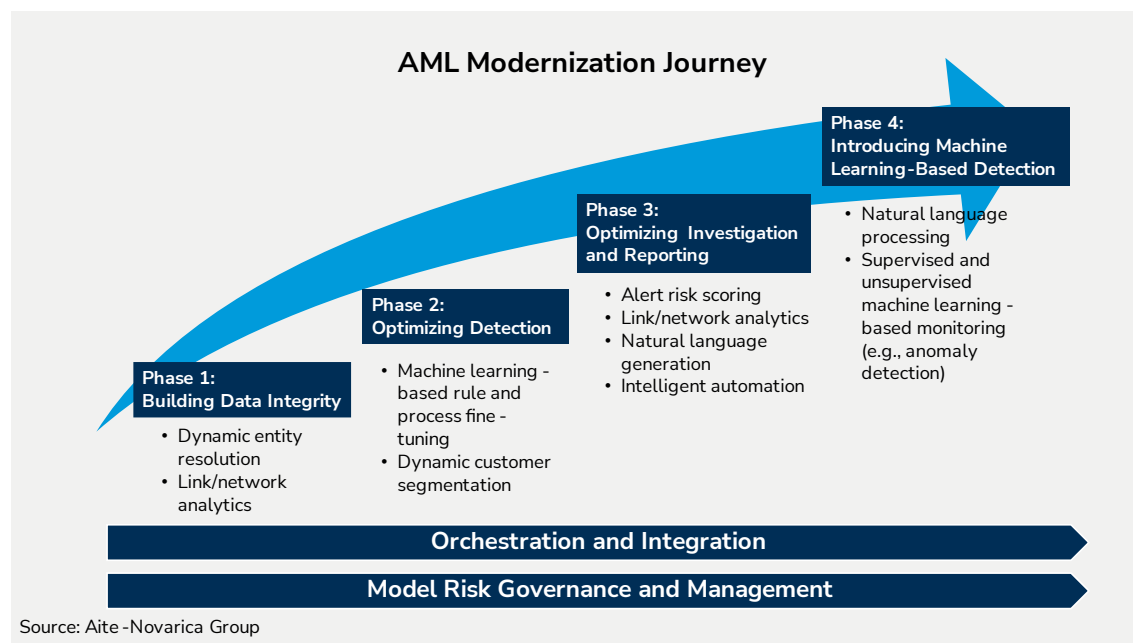 AML Modernization Journey
Phase 1:
Building Data Integrity
• Dynamic entity
resolution
• Link/network
analytics
Phase 2:
Optimizing Detection
• Machine learning -
based rule and
process fine -
tuning
• Dynamic customer
segmentation
Phase 3:
Optimizing Investigation
and Reporting
• Alert risk scoring
• Link/network analytics
• Natural language
generation
• Intelligent automation
Phase 4:
Introducing Machine
Learning-Based Detection
• Natural language
processing
• Supervised and
unsupervised
machine learning -
based monitoring
(e.g., anomaly
detection)
Orchestration and Integration
Model Risk Governance and Management
Source: Aite -Novarica Group